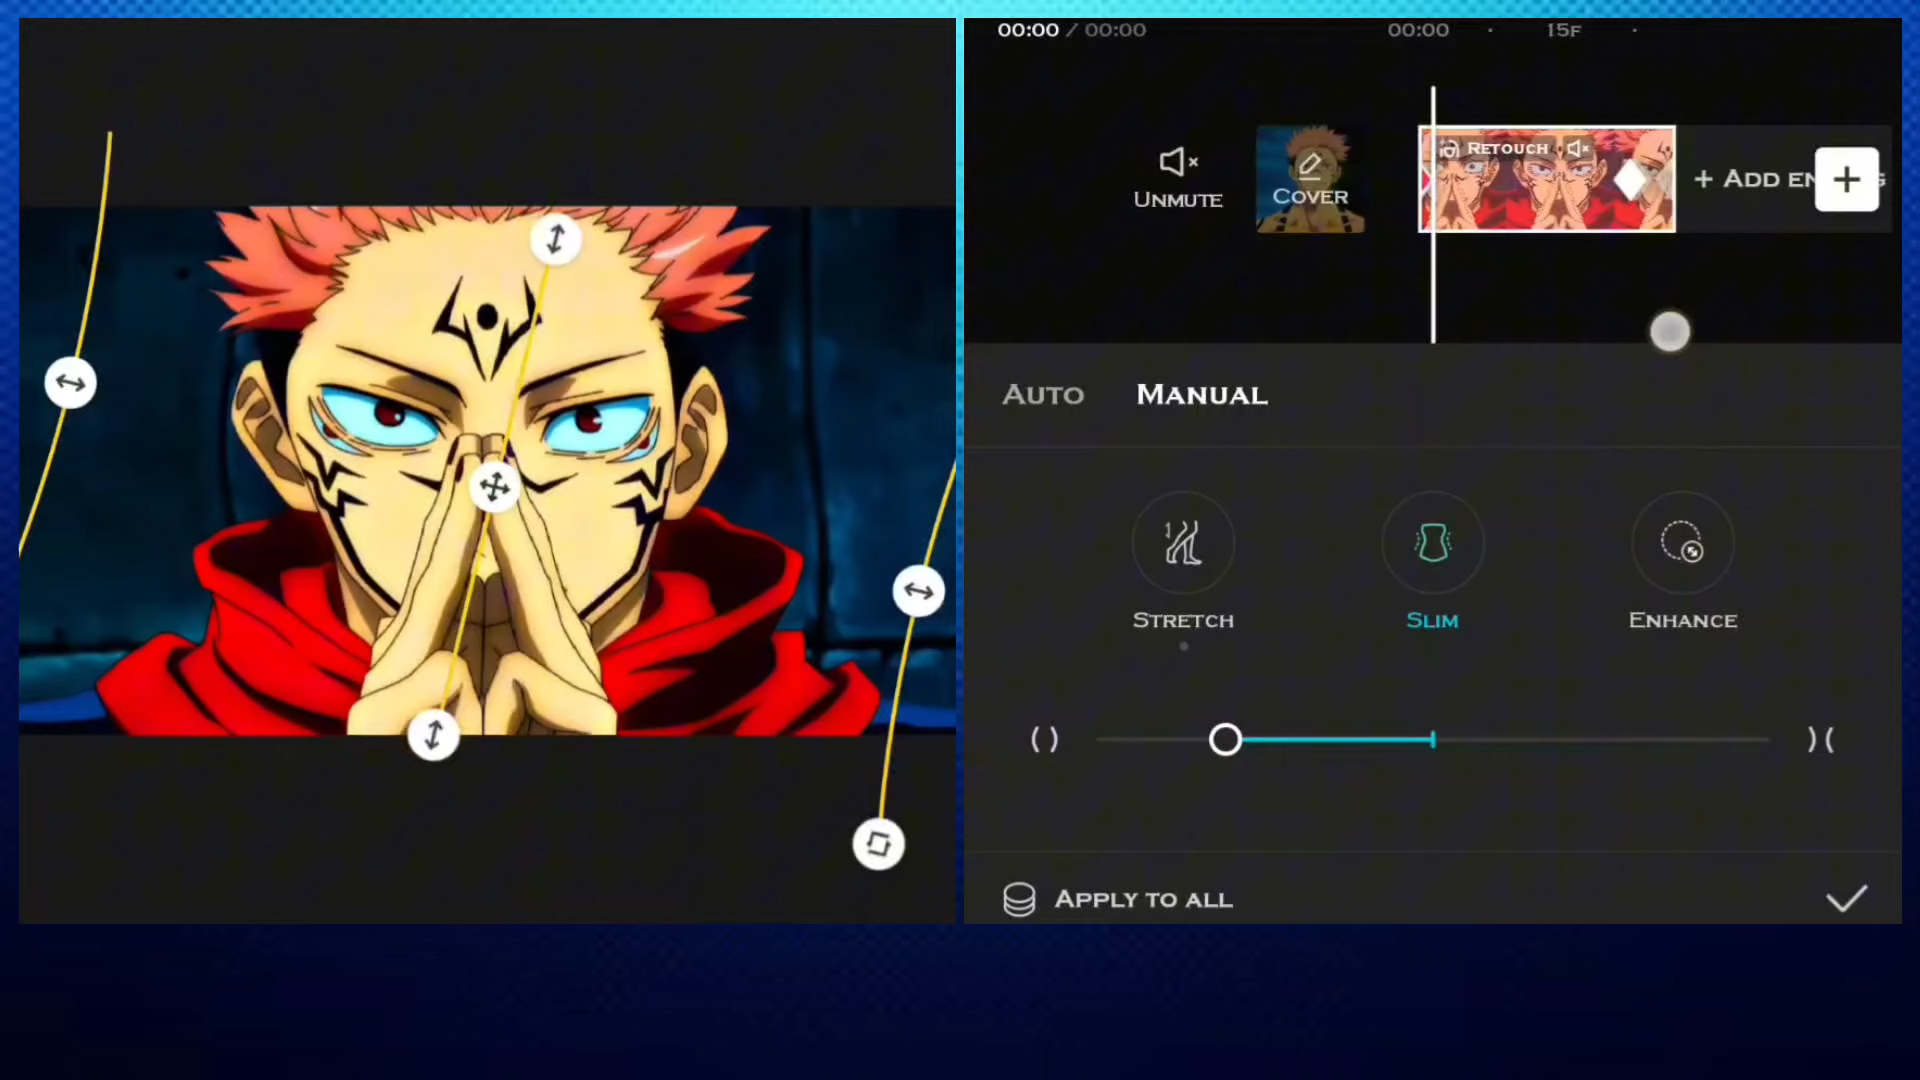 00:00 / 00:00
00:00
15F
Unmute
Cover
Retouch
+ Add en
Auto
Manual
Stretch
Slim
Enhance
Apply to all